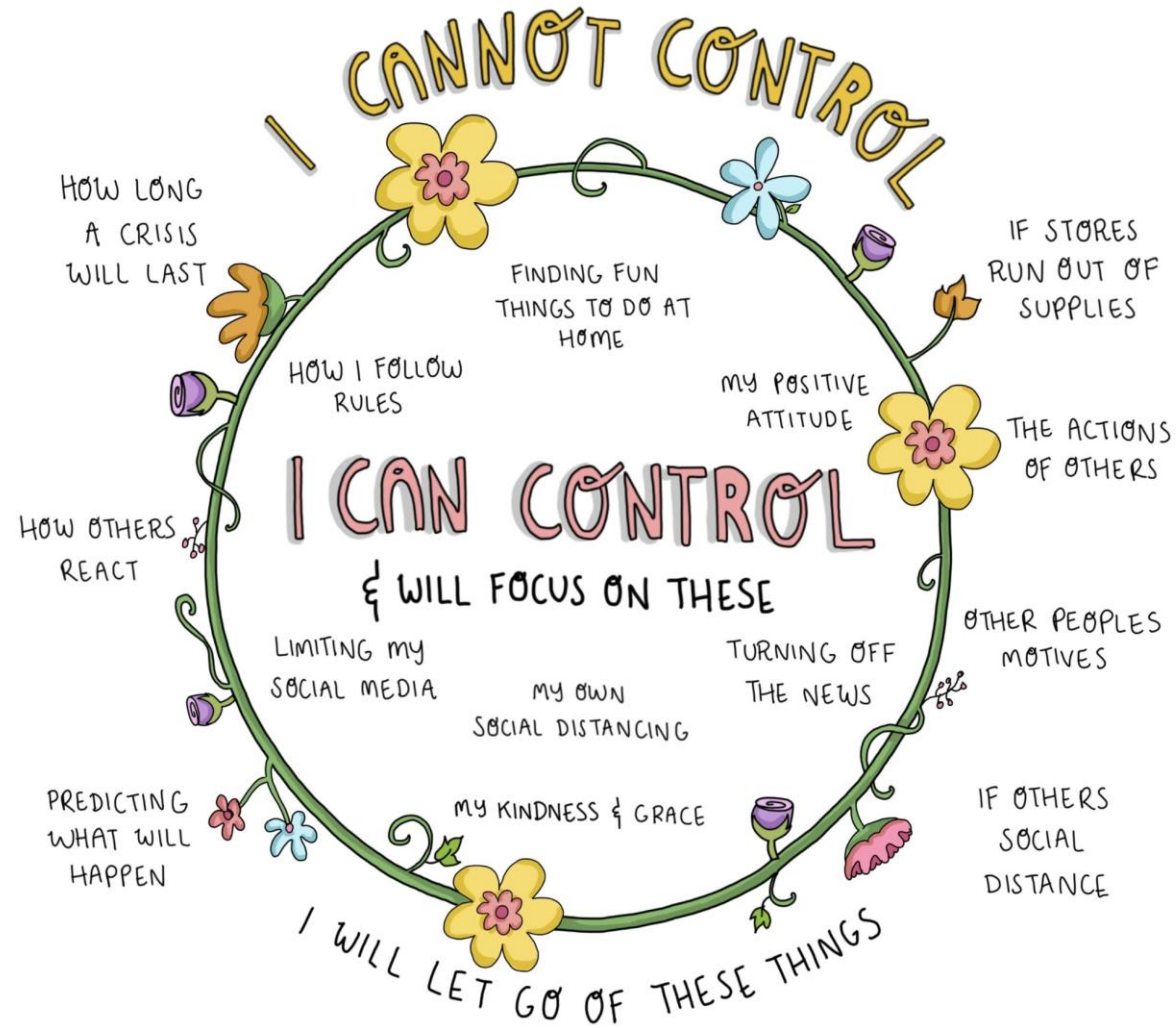 I CANNOT CONTROL
HOW LONG
A CRISIS
WILL LAST
IF STORES
RUN OUT OF
SUPPLIES
FINDING FUN
THINGS TO DO AT
HOME
HOW I FOLLOW
RULES
MY POSITIVE
ATTITUDE
THE ACTIONS
OF OTHERS
I CAN CONTROL
& WILL FOCUS ON THESE
HOW OTHERS
REACT
LIMITING MY
SOCIAL MEDIA
MY OWN
SOCIAL DISTANCING
TURNING OFF
THE NEWS
OTHER PEOPLES
MOTIVES
PREDICTING
WHAT WILL
HAPPEN
MY KINDNESS & GRACE
IF OTHERS
SOCIAL
DISTANCE
I WILL LET GO OF THESE THINGS